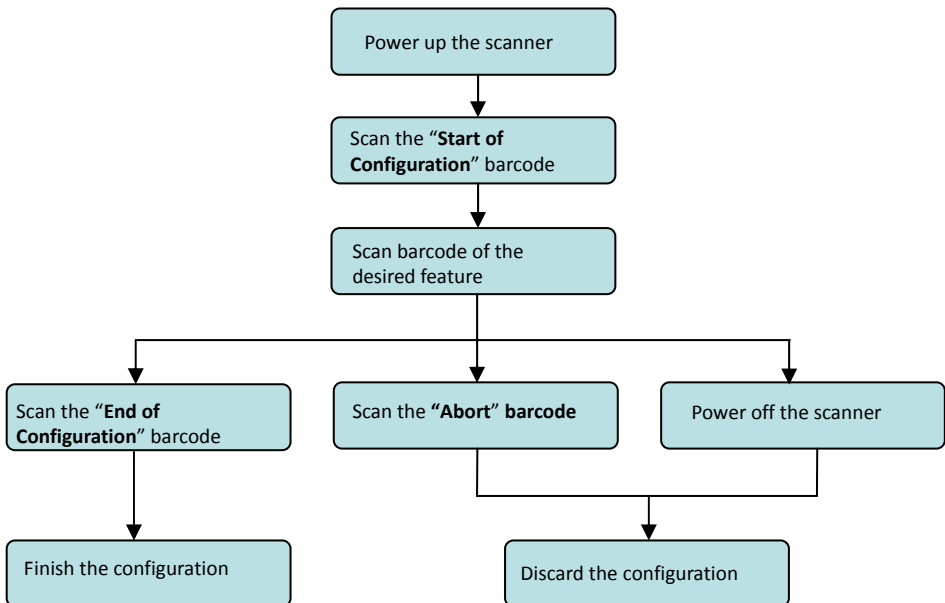 Power up the scanner
Scan the “Start of
Configuration” barcode
Scan barcode of the
desired feature
Scan the “End of
Configuration” barcode
Scan the “Abort” barcode
Power off the scanner
Finish the configuration
Discard the configuration